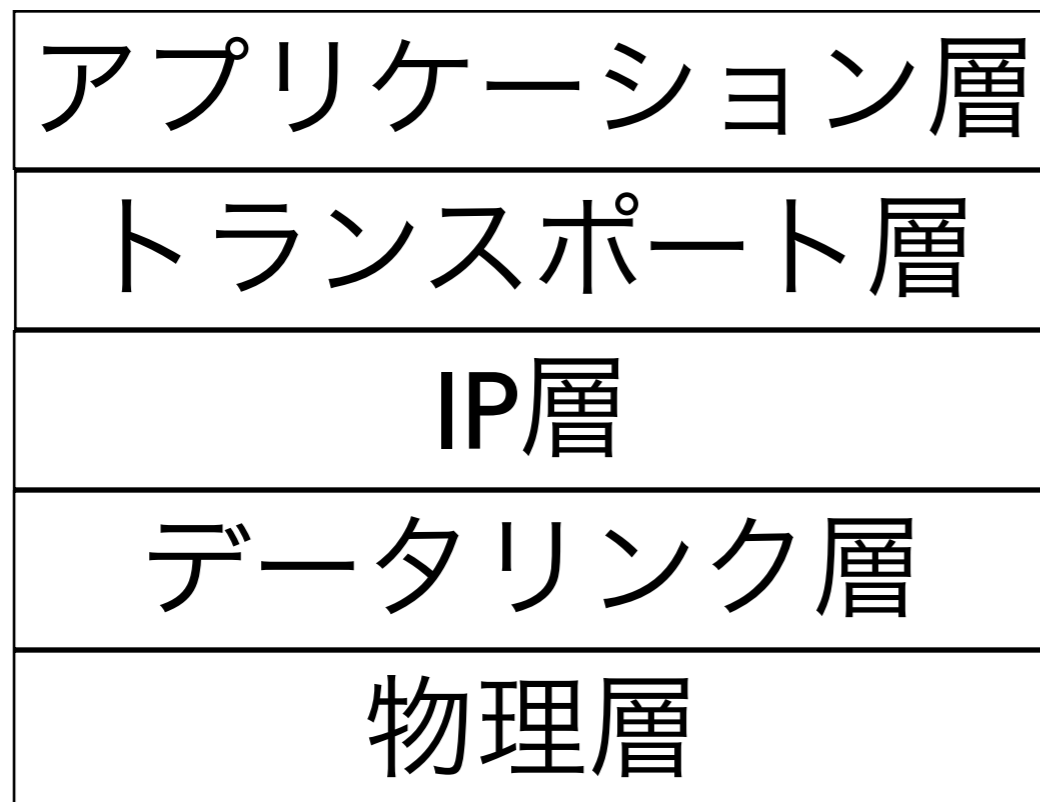 アプリケーション層
トランスポート層
IP層
データリンク層
物理層